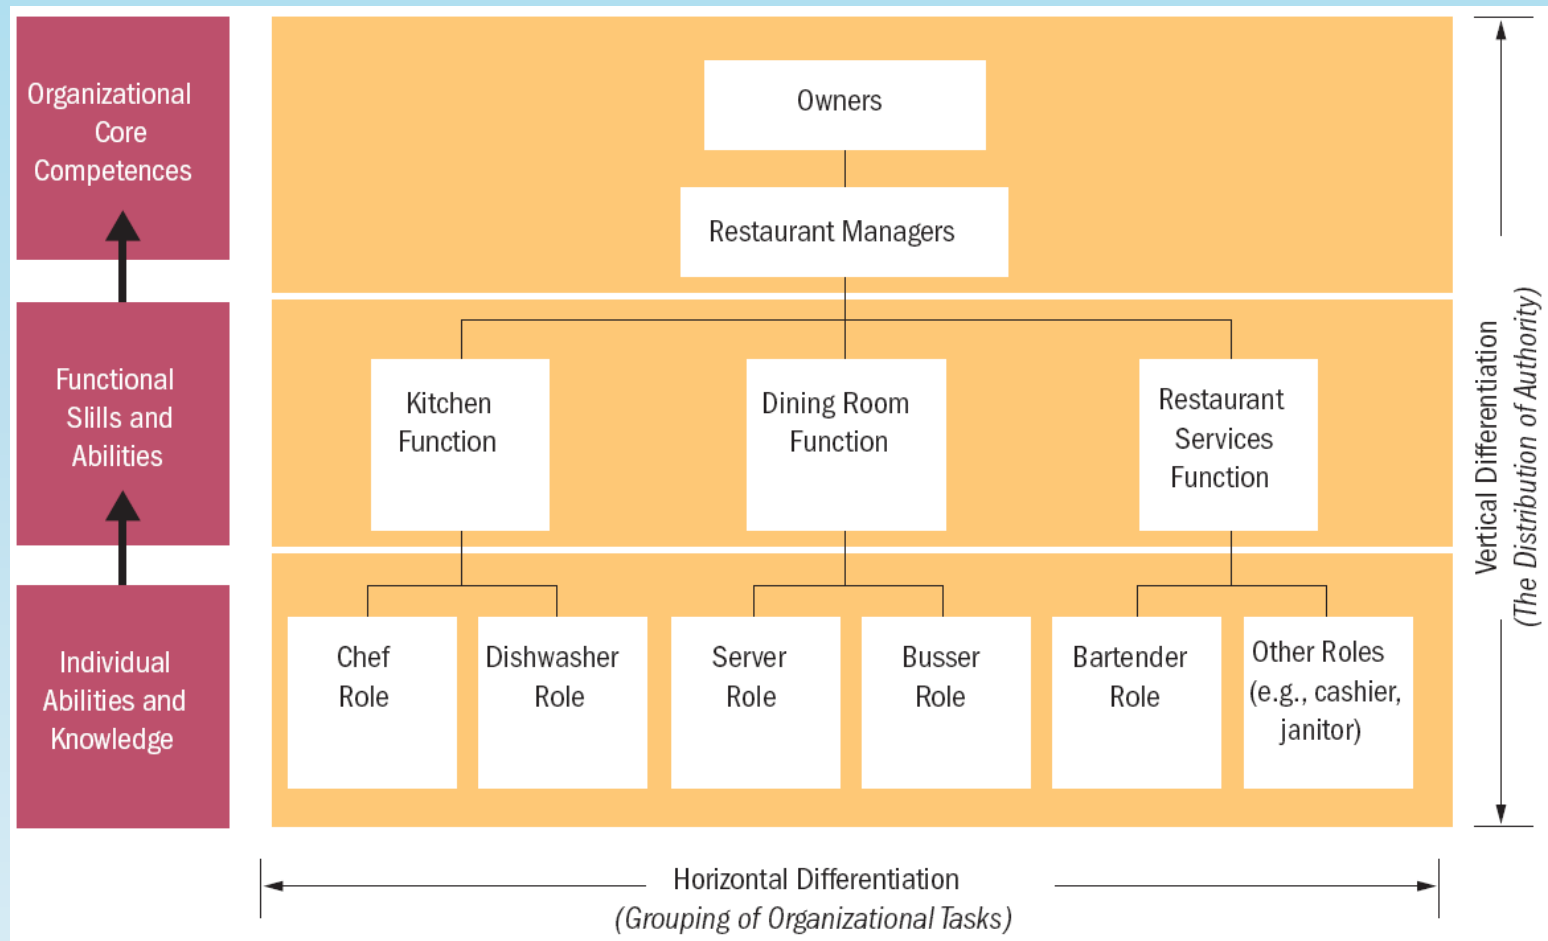 Organizational
Core
Competences
Owners
Restaurant Managers
Functional
Slills and
Abilities
Kitchen
Function
Dining Room
Function
Restaurant
Services
Function
Individual
Abilities and
Knowledge
Chef
Role
Dishwasher
Role
Server
Role
Busser
Role
Bartender
Role
Other Roles
(e.g., cashier,
janitor)
Vertical Differentiation
(The Distribution of Authority)
Horizontal Differentiation
(Grouping of Organizational Tasks)